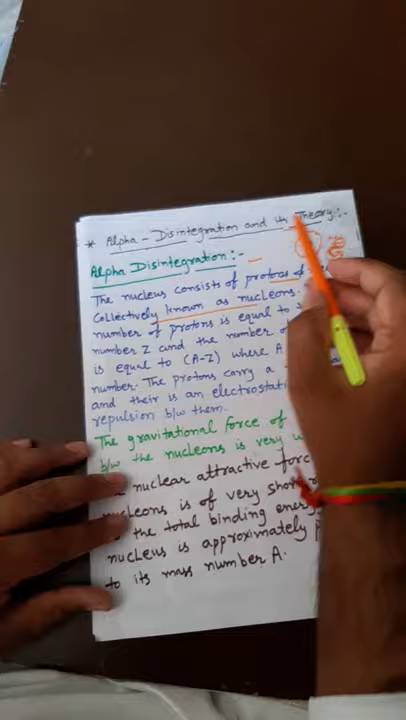 * Alpha - Disintegration and its Theory:-
Alpha Disintegration:-
The nucleus consists of protons
Collectively known as nucleons.
number of protons is equal to
number Z and the number
is equal to (A-Z) where A
number. The protons carry a
and their is an electrostati
repulsion b/w them.
The gravitational force of
b/w the nucleons is very
nuclear attractive forc
is of very short
the total binding energ
nucleus is approximately
to its mass number A.